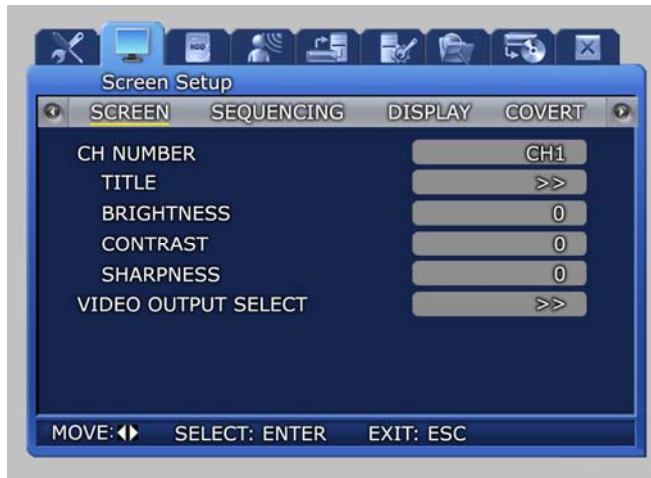 HDD
Screen Setup
SCREEN SEQUENCING DISPLAY COVERT
CH NUMBER CH1
TITLE >>
BRIGHTNESS 0
CONTRAST 0
SHARPNESS 0
VIDEO OUTPUT SELECT >>
MOVE: SELECT: ENTER EXIT: ESC